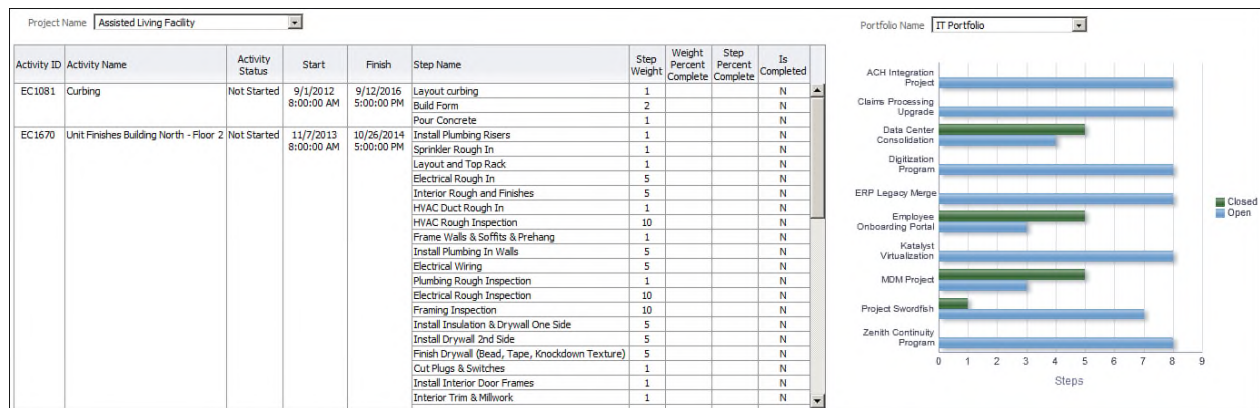 Project Name Assisted Living Facility
Activity ID Activity Name Activity Status Start Finish Step Name Step Weight Weight Percent Complete Step Percent Complete Is Completed
EC1081 Curbing Not Started 9/1/2012 8:00:00 AM 9/12/2016 5:00:00 PM Layout curbing 1 N
Build Form 2 N
Pour Concrete 1 N
EC1670 Unit Finishes Building North - Floor 2 Not Started 11/7/2013 8:00:00 AM 10/26/2014 5:00:00 PM Install Plumbing Risers 1 N
Sprinkler Rough In 1 N
Layout and Top Rack 1 N
Electrical Rough In 5 N
Interior Rough and Finishes 5 N
HVAC Duct Rough In 1 N
HVAC Rough Inspection 10 N
Frame Walls & Soffits & Prehang 1 N
Install Plumbing In Walls 5 N
Electrical Wiring 5 N
Plumbing Rough Inspection 1 N
Electrical Rough Inspection 10 N
Framing Inspection 10 N
Install Insulation & Drywall One Side 5 N
Install Drywall 2nd Side 5 N
Finish Drywall (Bead, Tape, Knockdown Texture) 5 N
Cut Plugs & Switches 1 N
Install Interior Door Frames 1 N
Interior Trim & Millwork 1 N
Portfolio Name IT Portfolio
ACH Integration
Project
Claims Processing
Upgrade
Data Center
Consolidation
Digitization
Program
ERP Legacy Merge
Employee
Onboarding Portal
Katalyst
Virtualization
MDM Project
Project Swordfish
Zenith Continuity
Program
0 1 2 3 4 5 6 7 8 9
Steps
Closed
Open